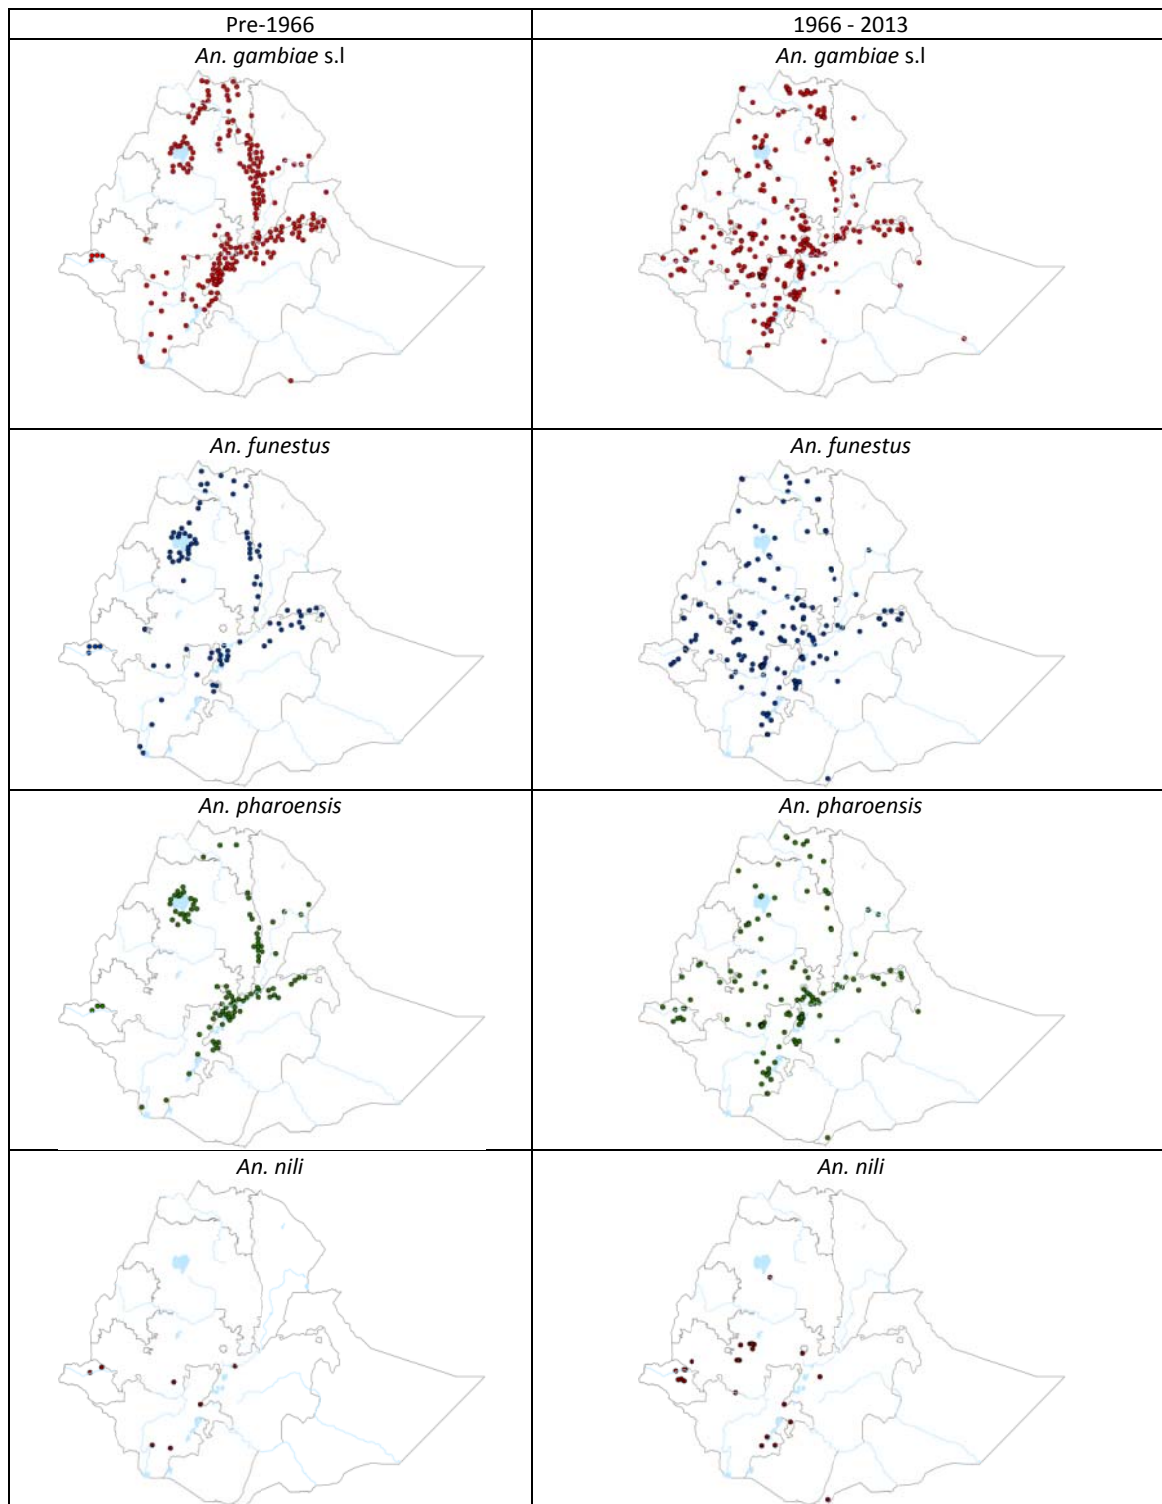 Pre-1966
1966 - 2013
An. gambiae s.l
An. gambiae s.l
An. funestus
An. funestus
An. pharoensis
An. pharoensis
An. nili
An. nili